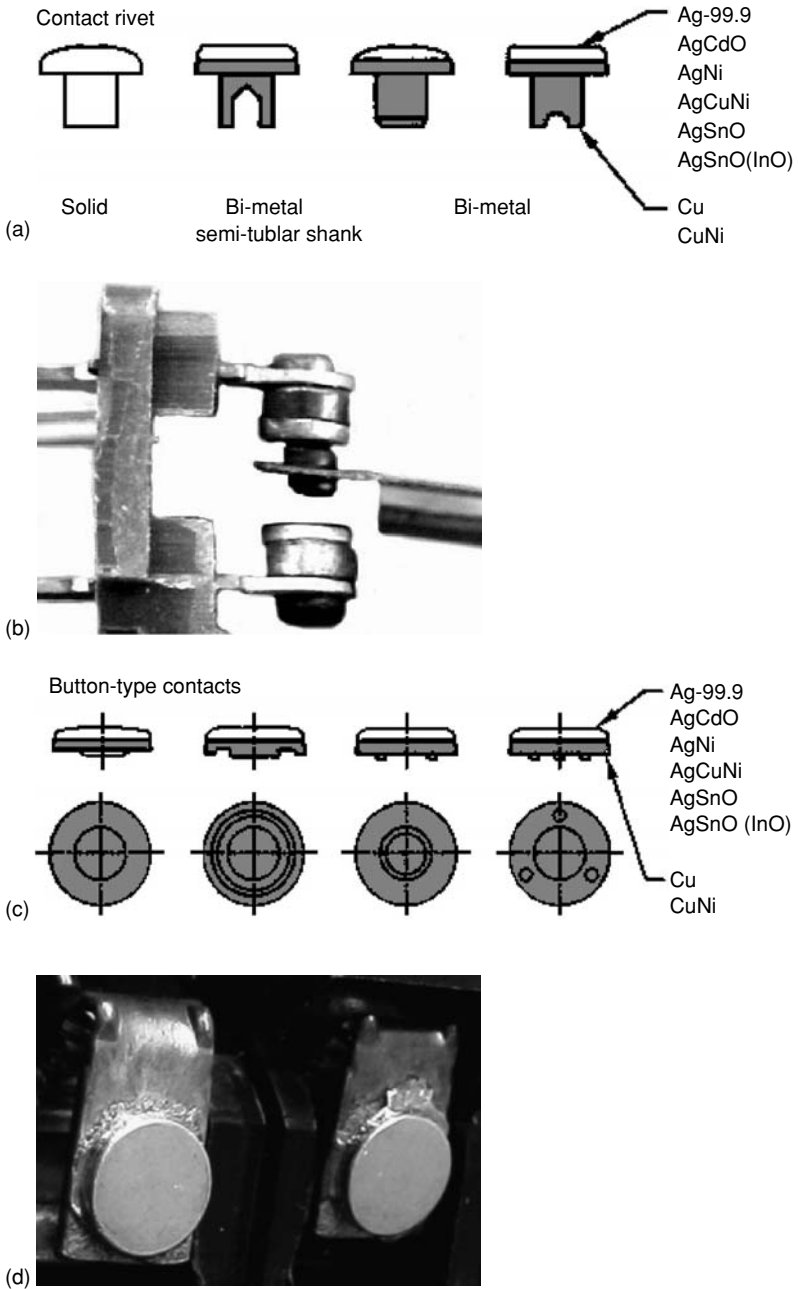 Contact rivet
Ag-99.9
AgCdO
AgNi
AgCuNi
AgSnO
AgSnO(InO)
Solid
Bi-metal
semi-tublar shank
Bi-metal
Cu
CuNi
(a)
(b)
Button-type contacts
Ag-99.9
AgCdO
AgNi
AgCuNi
AgSnO
AgSnO (InO)
Cu
CuNi
(c)
(d)